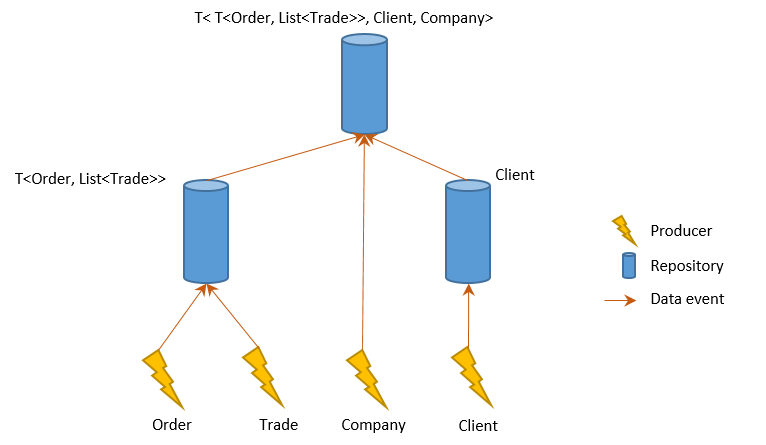 T< T<Order, List<Trade>>, Client, Company>
T<Order, List<Trade>>
Client
Producer
Repository
Data event
Order
Trade
Company
Client